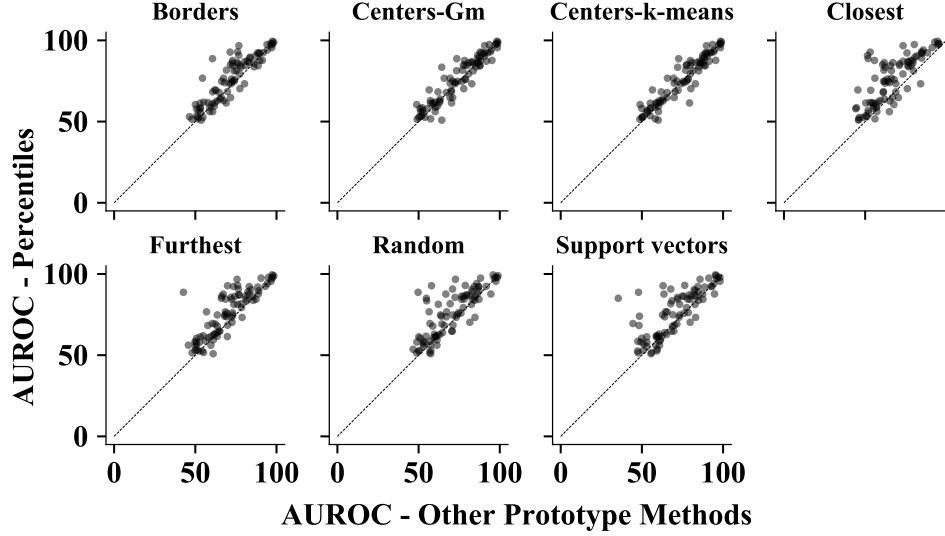 Borders
Centers-Gm
Centers-k-means
Closest
100
50
0
Furthest
Random
Support vectors
100
50
0
0 50 100
0 50 100
0 50 100
AUROC - Percentiles
AUROC - Other Prototype Methods